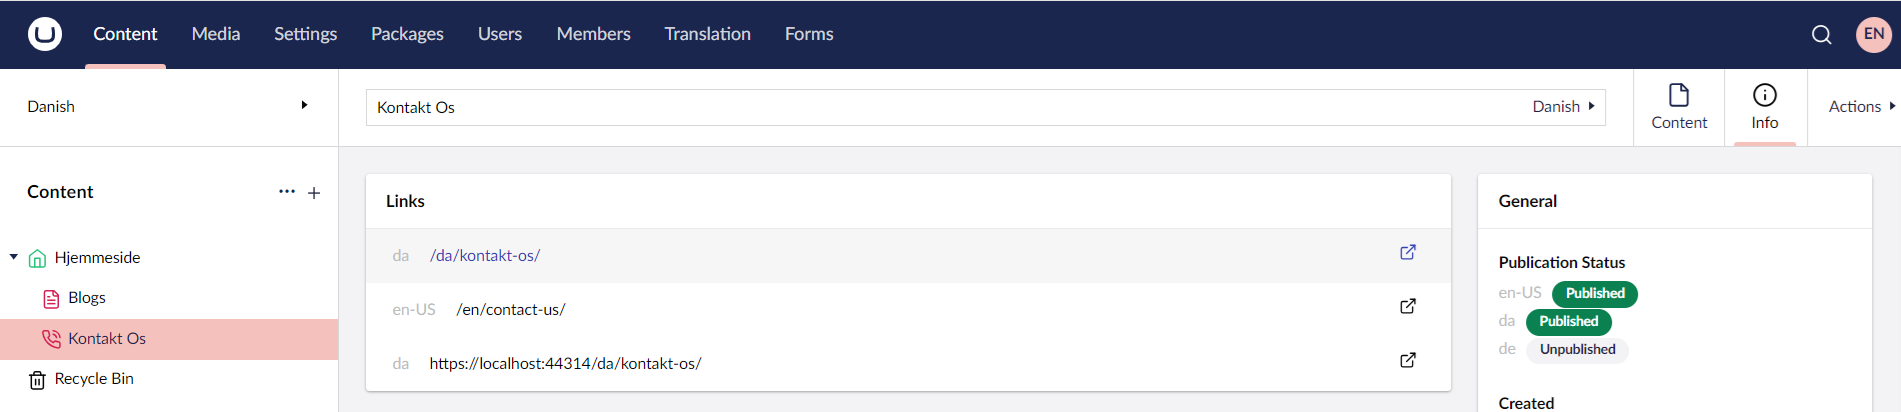 Content Media Settings Packages Users Members Translation Forms EN
Danish
Kontakt Os Danish
Content Info Actions
Content
Hjemmeside
Blogs
Kontakt Os
Recycle Bin
Links
da /da/kontakt-os/
en-US /en/contact-us/
da https://localhost:44314/da/kontakt-os/
General
Publication Status
en-US Published
da Published
de Unpublished
Created